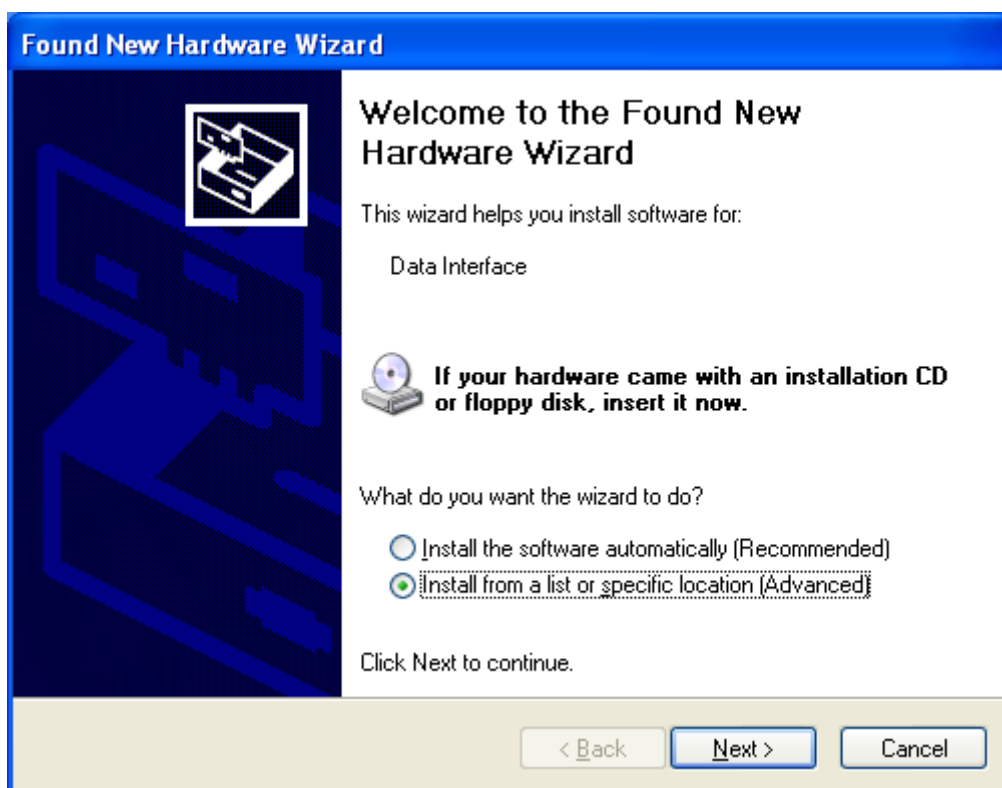 Found New Hardware Wizard
Welcome to the Found New
Hardware Wizard
This wizard helps you install software for:
Data Interface
If your hardware came with an installation CD
or floppy disk, insert it now.
What do you want the wizard to do?
Install the software automatically (Recommended)
Install from a list or specific location (Advanced)
Click Next to continue.
< Back
Next >
Cancel